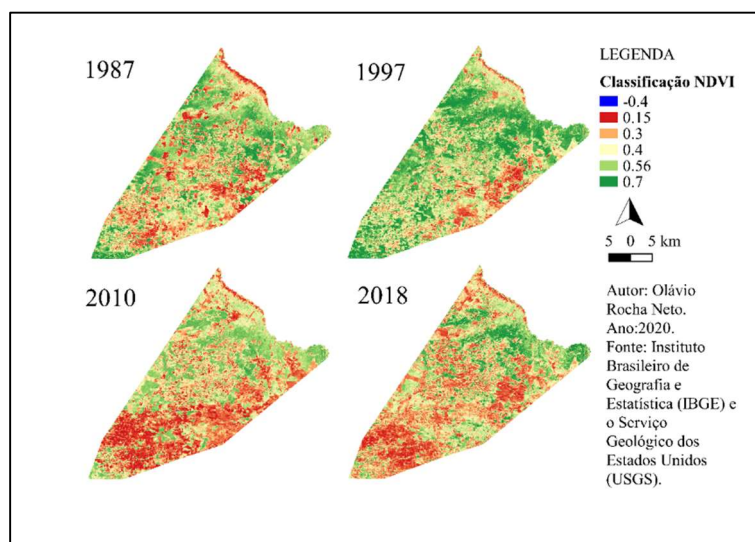 1987
1997
2010
2018
LEGENDA
Classificação NDVI
-0.4
0.15
0.3
0.4
0.56
0.7
5 0 5 km
Autor: Olávio
Rocha Neto.
Ano:2020.
Fonte: Instituto
Brasileiro de
Geografia e
Estatística (IBGE) e
o Serviço
Geológico dos
Estados Unidos
(USGS).